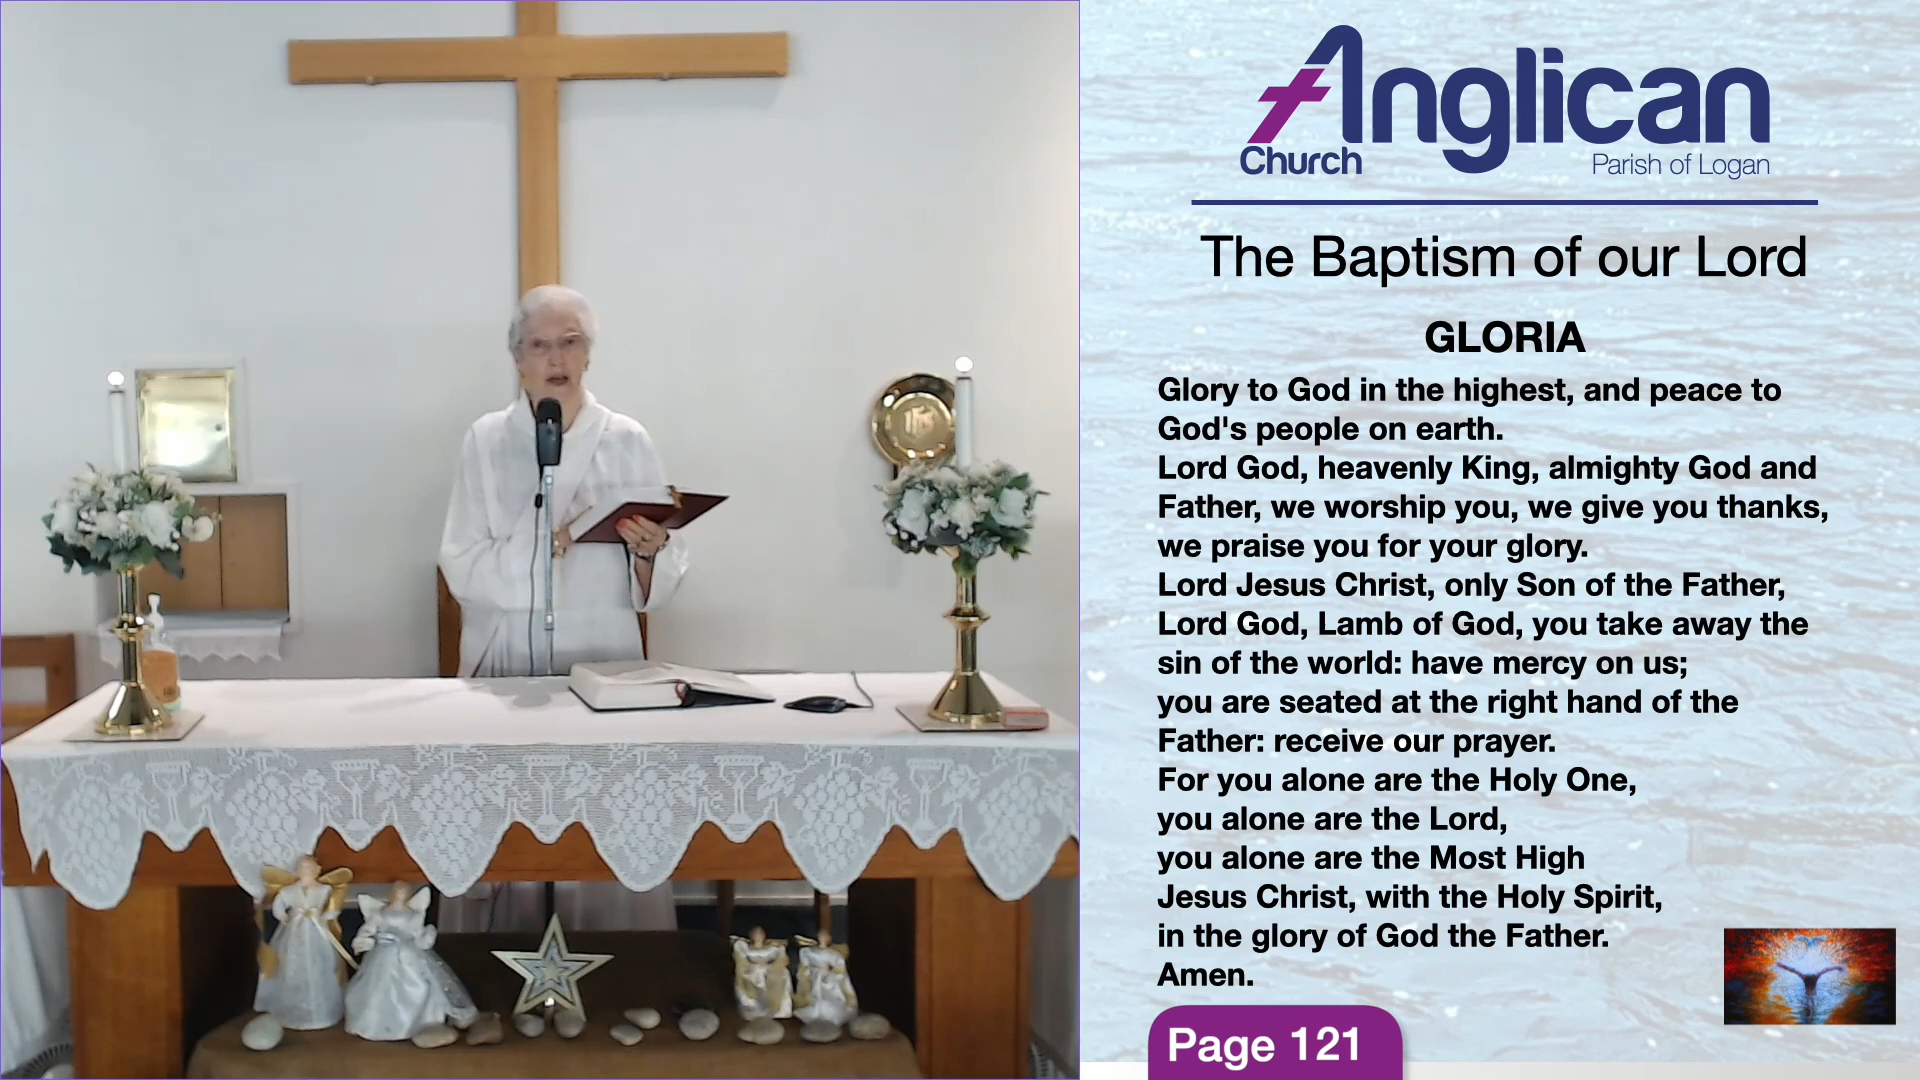 Anglican
Church
Parish of Logan
The Baptism of our Lord
GLORIA
Glory to God in the highest, and peace to
God's people on earth.
Lord God, heavenly King, almighty God and
Father, we worship you, we give you thanks,
we praise you for your glory.
Lord Jesus Christ, only Son of the Father,
Lord God, Lamb of God, you take away the
sin of the world: have mercy on us;
you are seated at the right hand of the
Father: receive our prayer.
For you alone are the Holy One,
you alone are the Lord,
you alone are the Most High
Jesus Christ, with the Holy Spirit,
in the glory of God the Father.
Amen.
Page 121
IHS